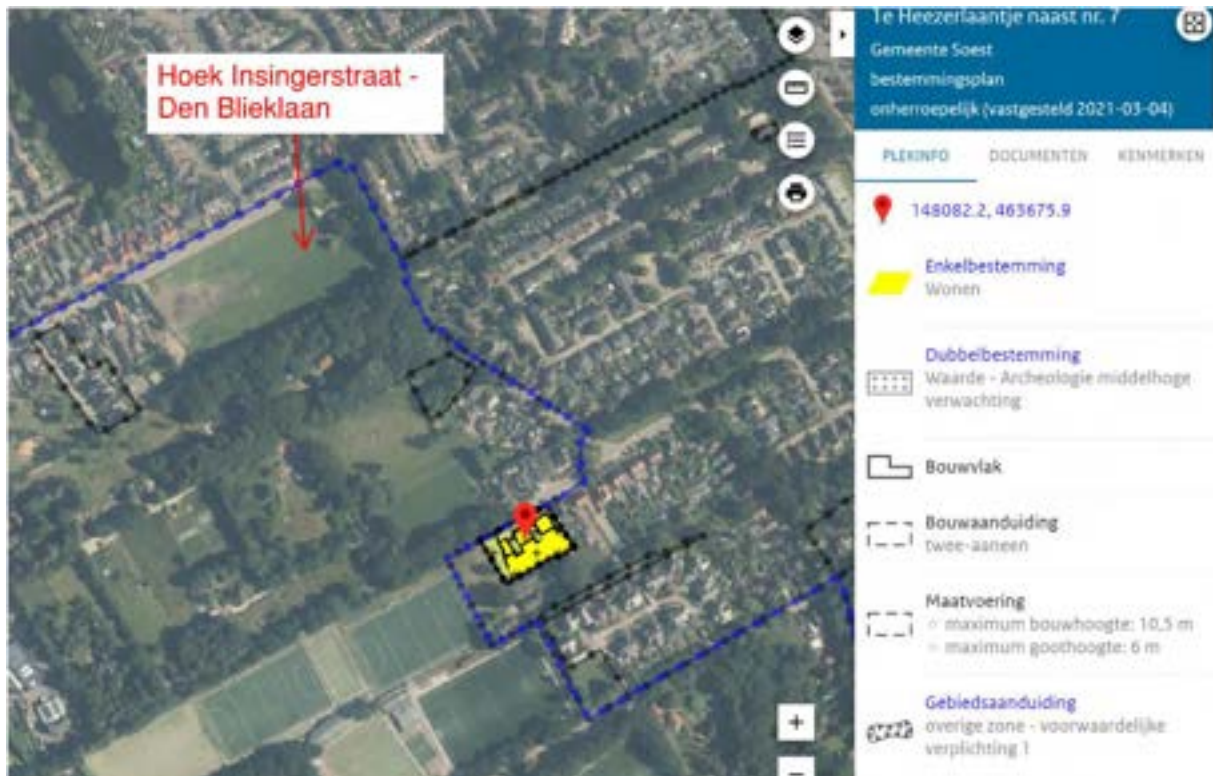 Hoek Insingerstraat -
Den Blieklaan
1e Heezerlaantje naast nr. 7
Gemeente Soest
bestemmingsplan
onherroepelijk (vastgesteld 2021-03-04)
PLEKINFO DOCUMENTEN KENMERKEN
148082.2, 463675.9
Enkelbestemming
Wonen
Dubbelbestemming
Waarde - Archeologie middelhoge
verwachting
Bouwvlak
Bouwaanduiding
twee-aaneen
Maatvoering
○ maximum bouwhoogte: 10,5 m
○ maximum goothoogte: 6 m
Gebiedsaanduiding
overige zone - voorwaardelijke
verplichting 1